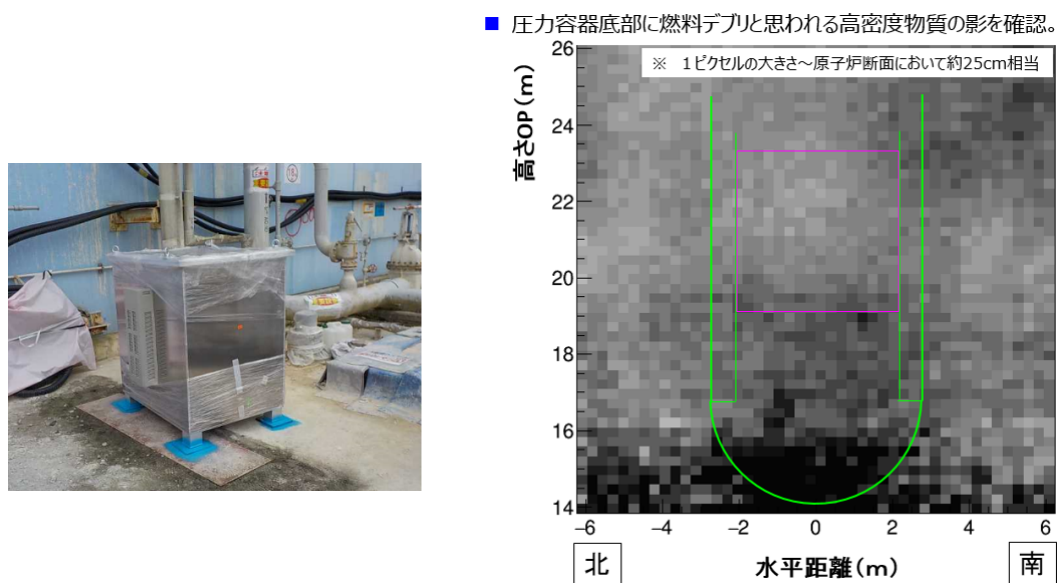 ■ 圧力容器底部に燃料デブリと思われる高密度物質の影を確認。
※ 1ピクセルの大きさ～原子炉断面において約25cm相当
高さOP(m)
26
24
22
20
18
16
14
−6 −4 −2 0 2 4 6
北 水平距離(m) 南